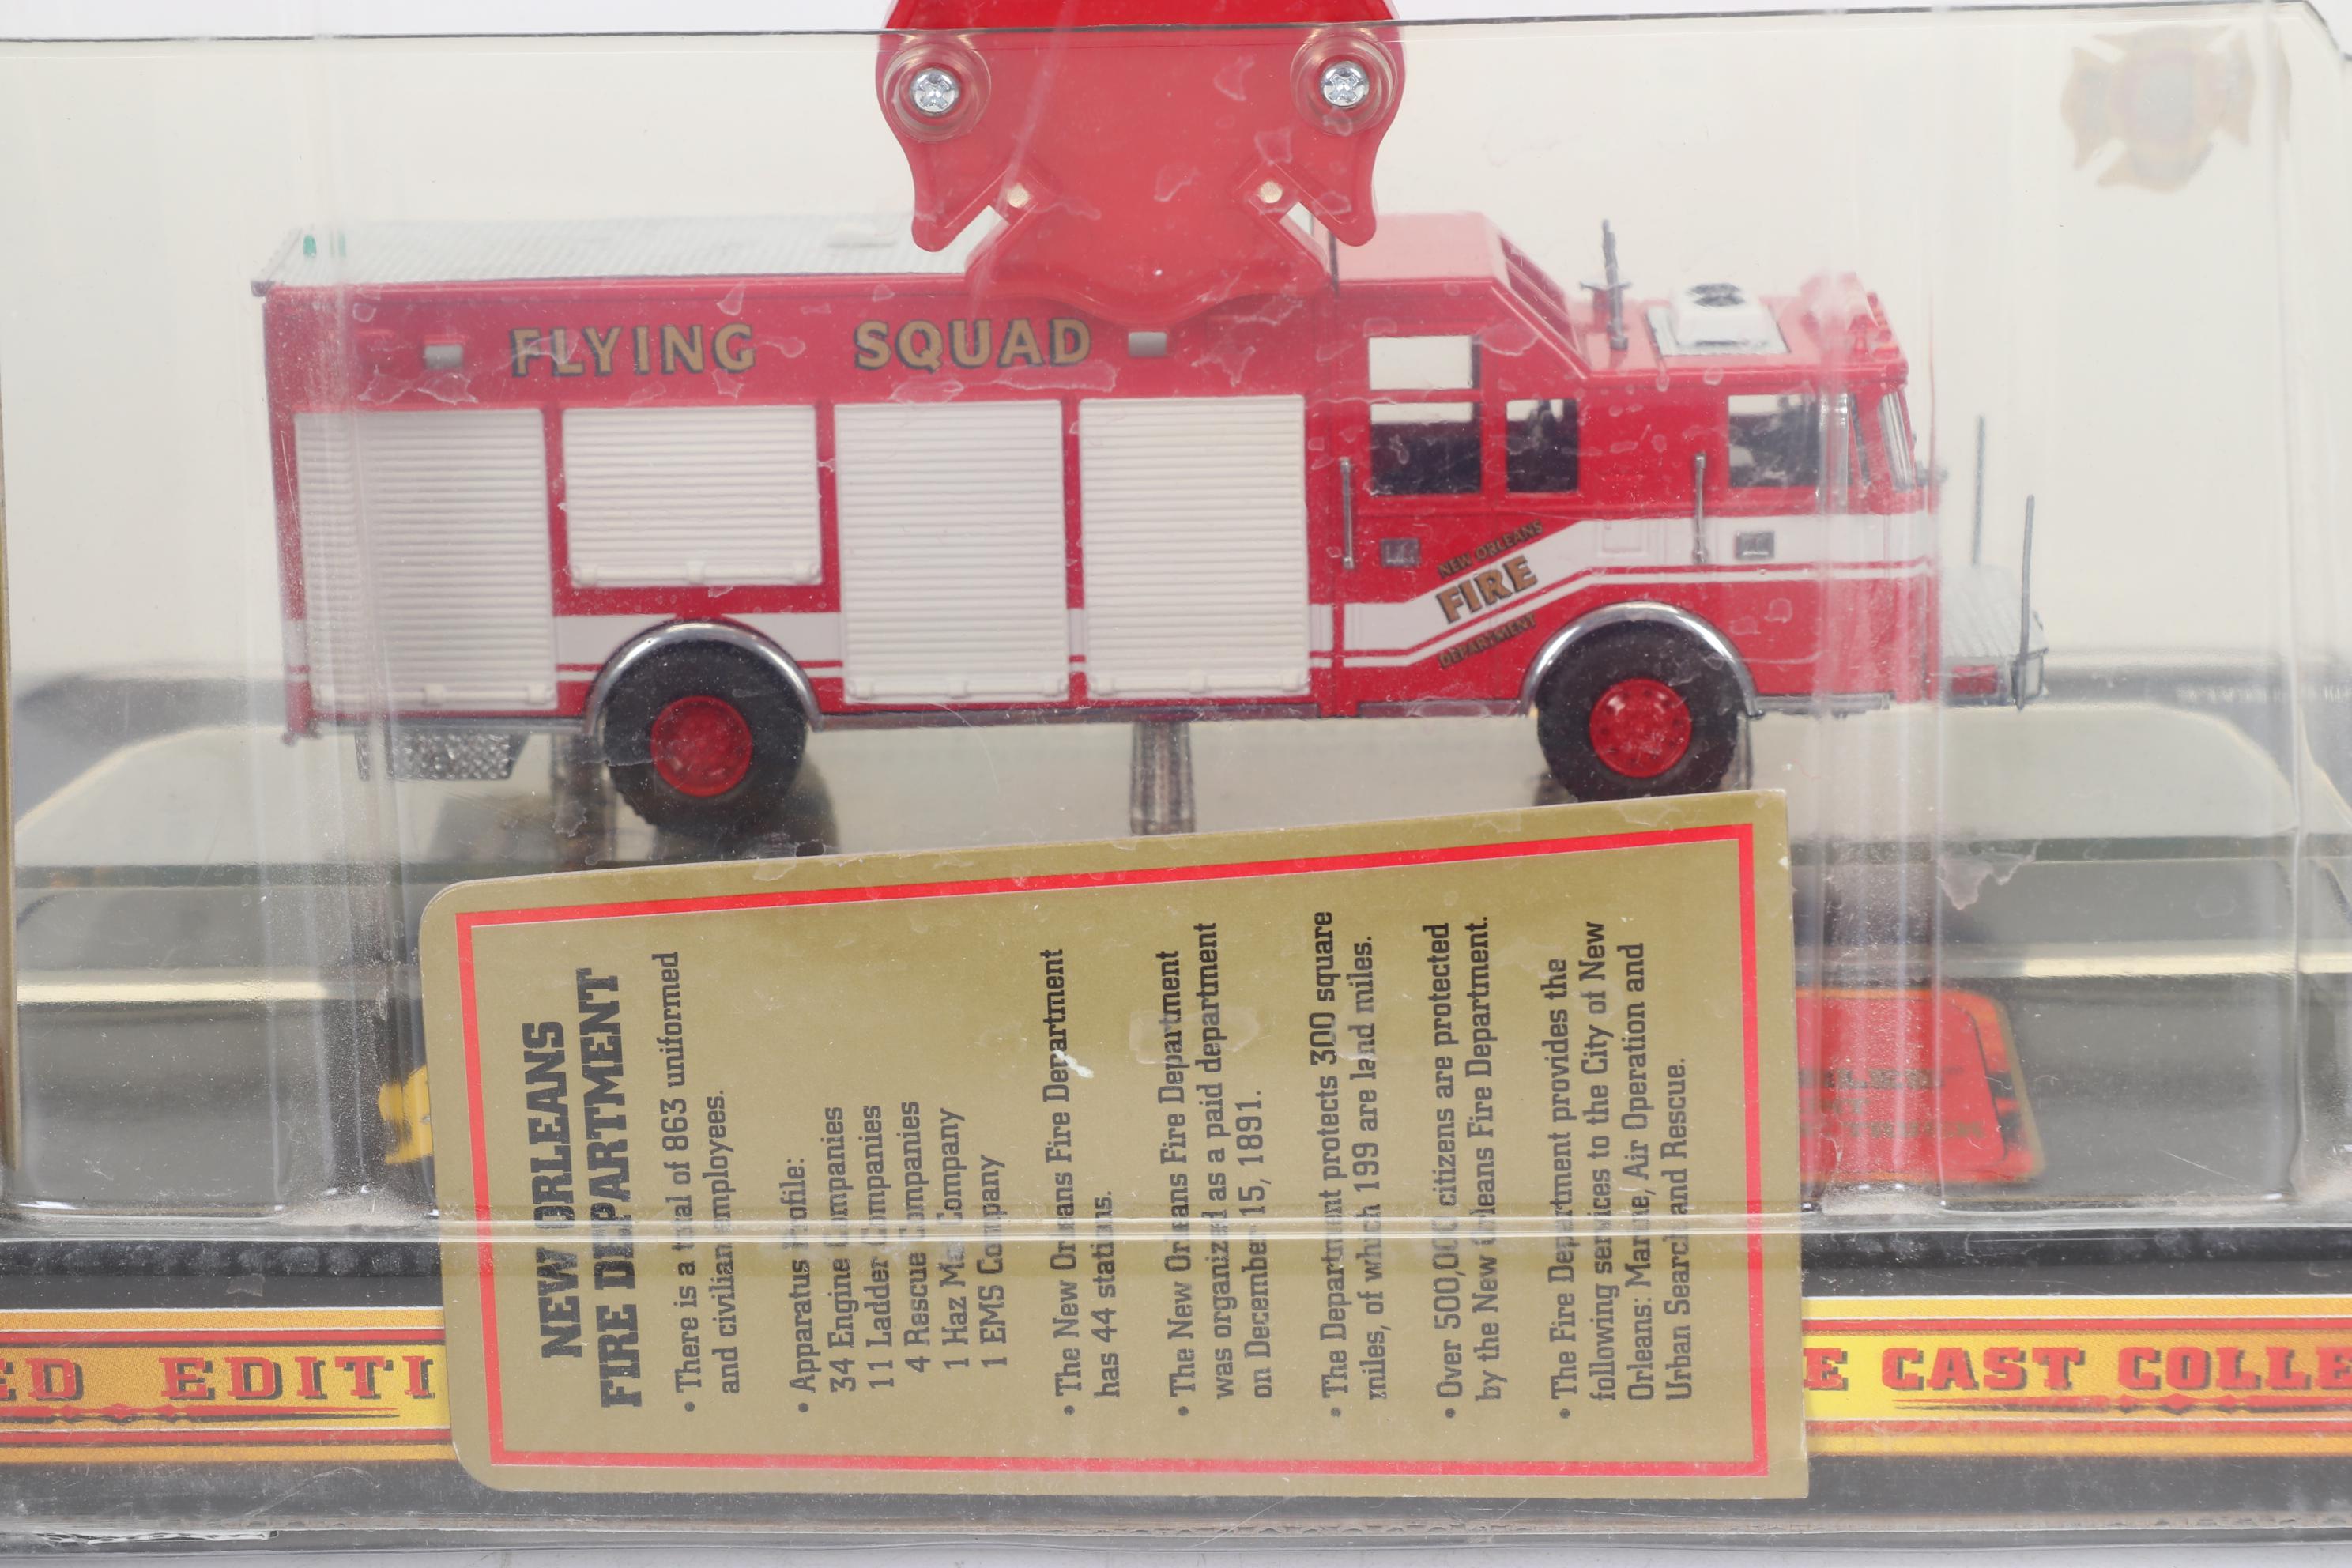 FLYING SQUAD
NEW ORLEANS
FIRE
DEPARTMENT
NEW ORLEANS
FIRE DEPARTMENT
• There is a total of 863 uniformed
and civilian employees.
• Apparatus Profile:
34 Engine Companies
11 Ladder Companies
4 Rescue Companies
1 Haz Mat Company
1 EMS Company
• The New Orleans Fire Department
has 44 stations.
• The New Orleans Fire Department
was organized as a paid department
on December 15, 1891.
• The Department protects 300 square
miles, of which 199 are land miles.
• Over 500,000 citizens are protected
by the New Orleans Fire Department.
• The Fire Department provides the
following services to the City of New
Orleans: Marine, Air Operation and
Urban Search and Rescue.
ED EDITI
E CAST COLLE